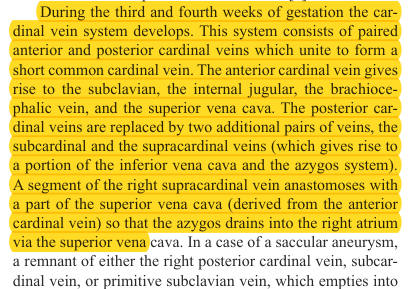 During the third and fourth weeks of gestation the car-
dinal vein system develops. This system consists of paired
anterior and posterior cardinal veins which unite to form a
short common cardinal vein. The anterior cardinal vein gives
rise to the subclavian, the internal jugular, the brachioce-
phalic vein, and the superior vena cava. The posterior car-
dinal veins are replaced by two additional pairs of veins, the
subcardinal and the supracardinal veins (which gives rise to
a portion of the inferior vena cava and the azygos system).
A segment of the right supracardinal vein anastomoses with
a part of the superior vena cava (derived from the anterior
cardinal vein) so that the azygos drains into the right atrium
via the superior vena cava. In a case of a saccular aneurysm,
a remnant of either the right posterior cardinal vein, subcar-
dinal vein, or primitive subclavian vein, which empties into